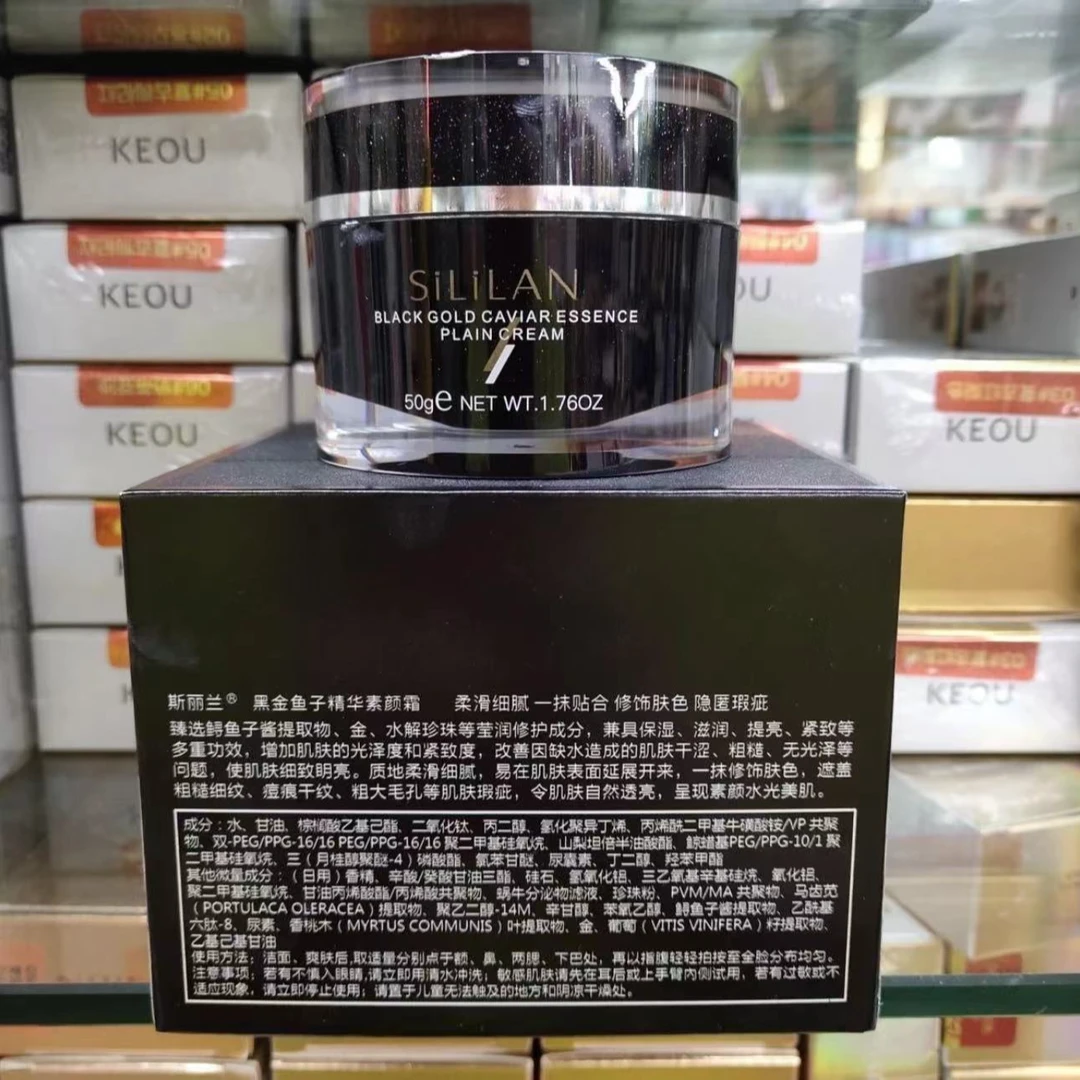 KEOU
KEOU
KEOU
KEOU
KEOU
SiLiLAN
BLACK GOLD CAVIAR ESSENCE
PLAIN CREAM
50g℮ NET WT.1.76OZ
斯丽兰® 黑金鱼子精华素颜霜 柔滑细腻 一抹贴合 修饰肤色 隐匿瑕疵
臻选鲟鱼子酱提取物、金、水解珍珠等莹润修护成分，兼具保湿、滋润、提亮、紧致等
多重功效，增加肌肤的光泽度和紧致度，改善因缺水造成的肌肤干涩、粗糙、无光泽等
问题，使肌肤细致明亮。质地柔滑细腻，易在肌肤表面延展开来，一抹修饰肤色，遮盖
粗糙细纹、痘痕干纹、粗大毛孔等肌肤瑕疵，令肌肤自然透亮，呈现素颜水光美肌。
成分：水、甘油、棕榈酸乙基己酯、二氧化钛、丙二醇、氢化聚异丁烯、丙烯酰二甲基牛磺酸铵/VP 共聚
物、双-PEG/PPG-16/16 PEG/PPG-16/16 聚二甲基硅氧烷、山梨坦倍半油酸酯、鲸蜡基PEG/PPG-10/1 聚
二甲基硅氧烷、三（月桂醇聚醚-4）磷酸酯、氯苯甘醚、尿囊素、丁二醇、羟苯甲酯
其他微量成分：（日用）香精、辛酸/癸酸甘油三酯、硅石、氢氧化铝、三乙氧基辛基硅烷、氧化铝、
聚二甲基硅氧烷、甘油丙烯酸酯/丙烯酸共聚物、蜗牛分泌物滤液、珍珠粉、PVM/MA 共聚物、马齿苋
（PORTULACA OLERACEA）提取物、聚乙二醇-14M、辛甘醇、苯氧乙醇、鲟鱼子酱提取物、乙酰基
六肽-8、尿素、香桃木（MYRTUS COMMUNIS）叶提取物、金、葡萄（VITIS VINIFERA）籽提取物、
乙基己基甘油
使用方法：洁面、爽肤后,取适量分别点于额、鼻、两腮、下巴处，再以指腹轻轻拍按至全脸分布均匀。
注意事项：若有不慎入眼睛,请立即用清水冲洗；敏感肌肤请先在耳后或上手臂内侧试用，若有过敏或不
适应现象，请立即停止使用；请置于儿童无法触及的地方和阴凉干燥处。